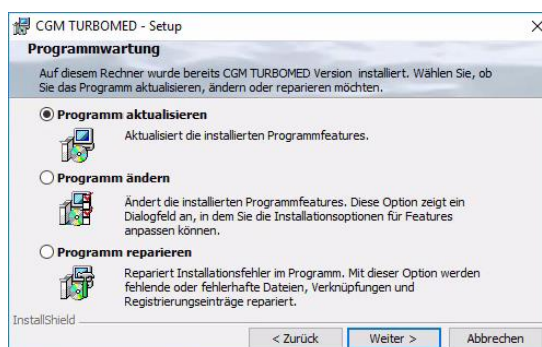 CGM TURBOMED - Setup
Programmwartung
Auf diesem Rechner wurde bereits CGM TURBOMED Version installiert. Wählen Sie, ob
Sie das Programm aktualisieren, ändern oder reparieren möchten.
Programm aktualisieren
Aktualisiert die installierten Programmfeatures.
Programm ändern
Ändert die installierten Programmfeatures. Diese Option zeigt ein
Dialogfeld an, in dem Sie die Installationsoptionen für Features
anpassen können.
Programm reparieren
Repariert Installationsfehler im Programm. Mit dieser Option werden
fehlende oder fehlerhafte Dateien, Verknüpfungen und
Registrierungseinträge repariert.
InstallShield
< Zurück
Weiter >
Abbrechen